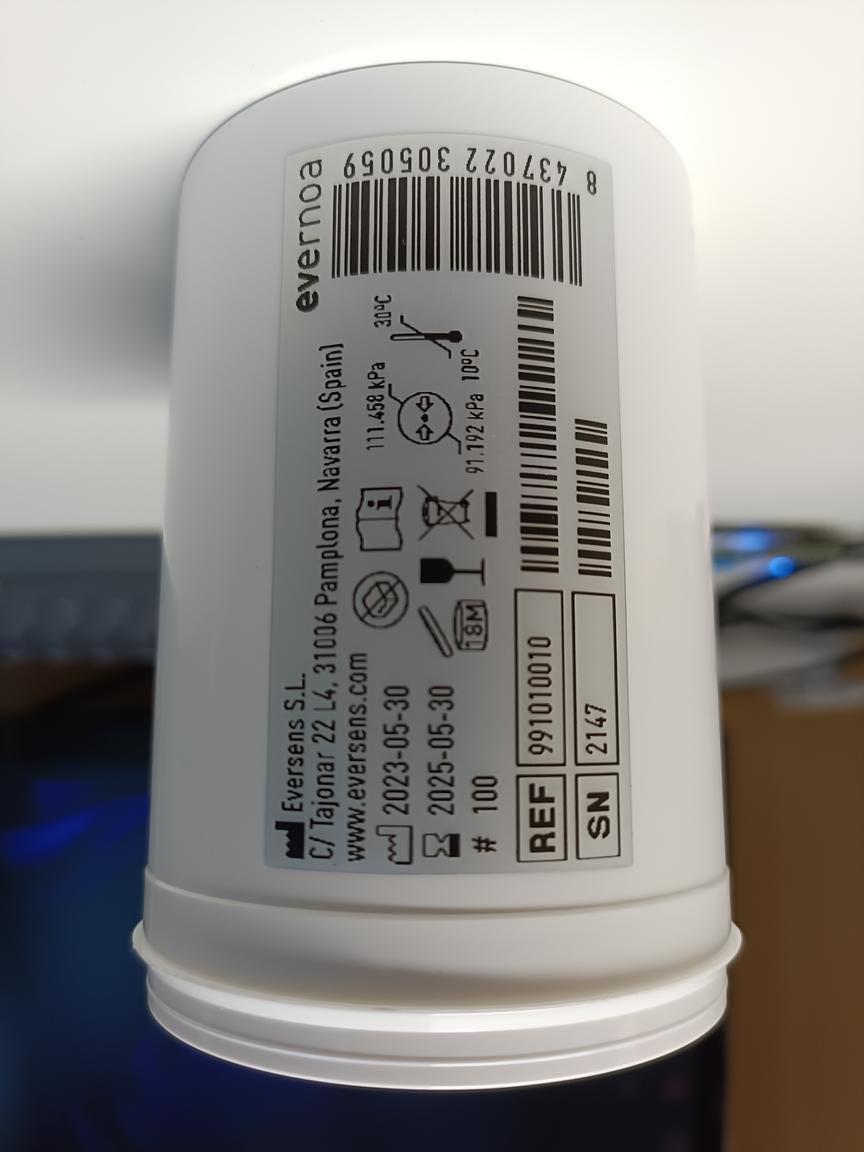 Eversens S.L.
C/ Tajonar 22 L4, 31006 Pamplona, Navarra (Spain)
www.eversens.com
evernoa
2023-05-30
2025-05-30
# 100
18M
111.458 kPa
91.192 kPa
30ºC
10ºC
8 437022 305059
REF 991010010
SN 2147